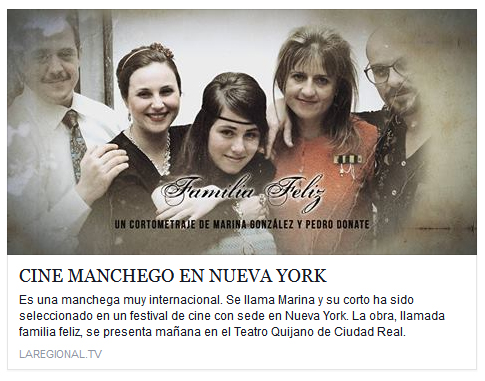 Familia Feliz
UN CORTOMETRAJE DE MARINA GONZÁLEZ Y PEDRO DONATE
CINE MANCHEGO EN NUEVA YORK
Es una manchega muy internacional. Se llama Marina y su corto ha sido
seleccionado en un festival de cine con sede en Nueva York. La obra, llamada
familia feliz, se presenta mañana en el Teatro Quijano de Ciudad Real.
LAREGIONAL.TV